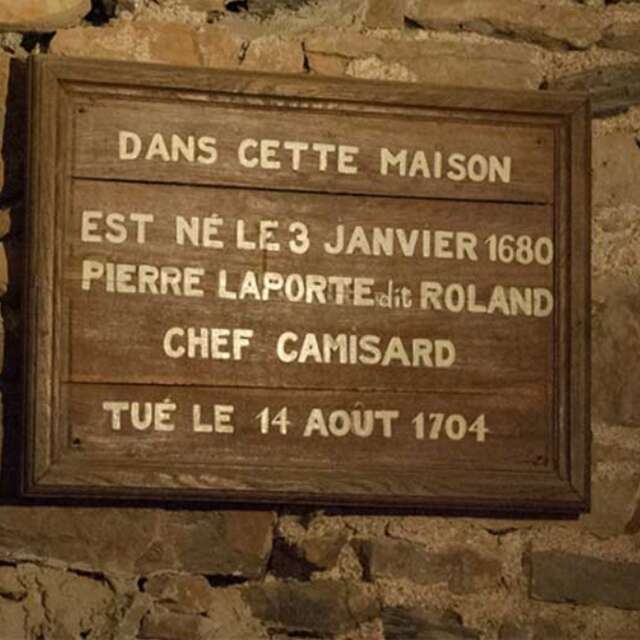 DANS CETTE MAISON
EST NÉ LE 3 JANVIER 1680
PIERRE LAPORTE dit ROLAND
CHEF CAMISARD
TUÉ LE 14 AOÛT 1704